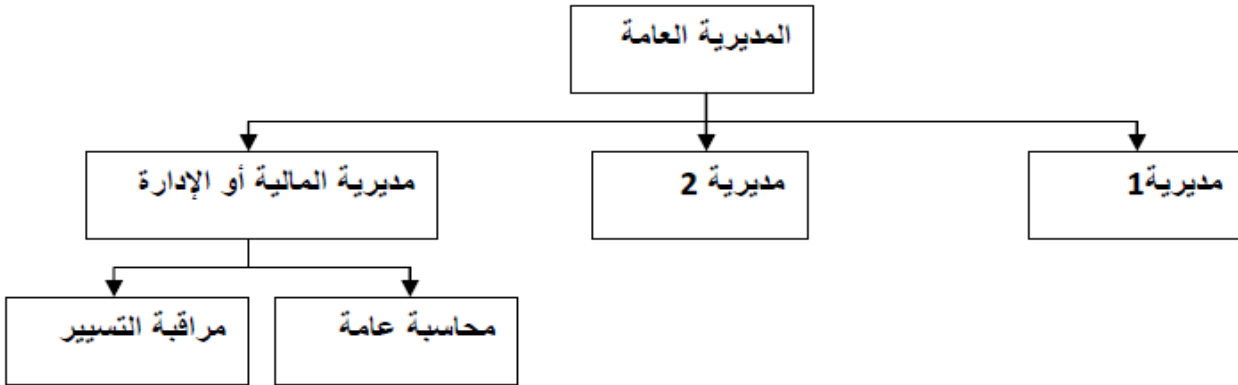 المديرية العامة
مديرية1
مديرية 2
مديرية المالية أو الإدارة
محاسبة عامة
مراقبة التسيير